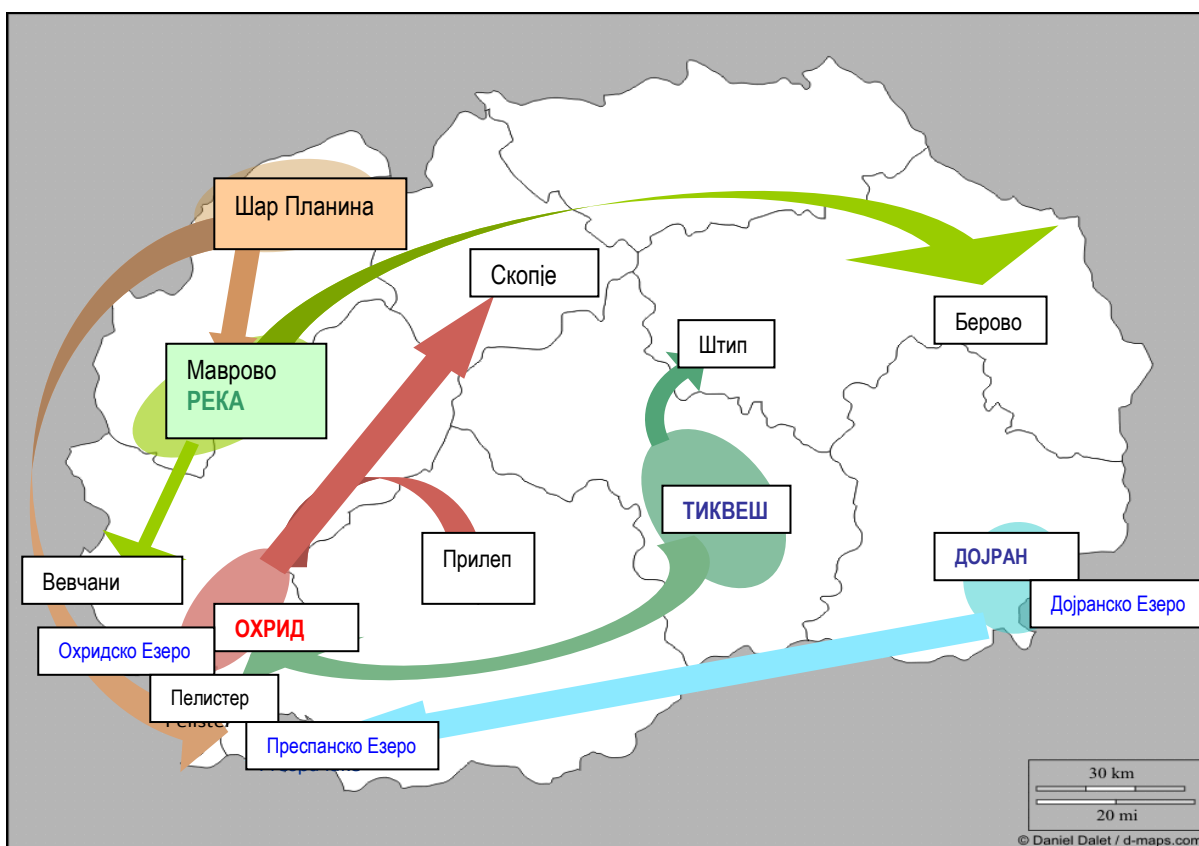 Шар Планина
Скопје
Берово
Штип
Маврово
РЕКА
ТИКВЕШ
Прилеп
ДОЈРАН
Вевчани
Дојранско Езеро
ОХРИД
Охридско Езеро
Пелистер
Преспанско Езеро
30 km
20 mi
© Daniel Dalet / d-maps.com